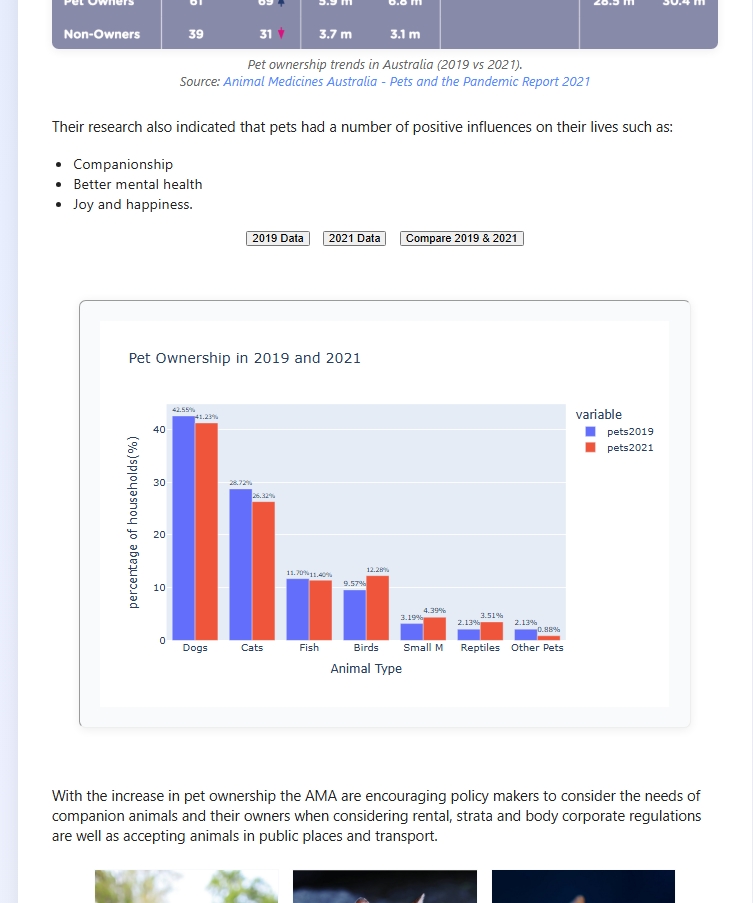 Pet Owners 61 69 5.9 m 6.8 m 28.5 m 30.4 m
Non-Owners 39 31 3.7 m 3.1 m
Pet ownership trends in Australia (2019 vs 2021).
Source: Animal Medicines Australia - Pets and the Pandemic Report 2021
Their research also indicated that pets had a number of positive influences on their lives such as:
• Companionship
• Better mental health
• Joy and happiness.
2019 Data 2021 Data Compare 2019 & 2021
Pet Ownership in 2019 and 2021
variable
pets2019
pets2021
percentage of households(%)
40
30
20
10
0
42.55% 41.23%
28.72% 26.32%
11.70% 11.40%
9.57% 12.28%
3.19% 4.39%
2.13% 3.51%
2.13% 0.88%
Dogs Cats Fish Birds Small M Reptiles Other Pets
Animal Type
With the increase in pet ownership the AMA are encouraging policy makers to consider the needs of
companion animals and their owners when considering rental, strata and body corporate regulations
are well as accepting animals in public places and transport.